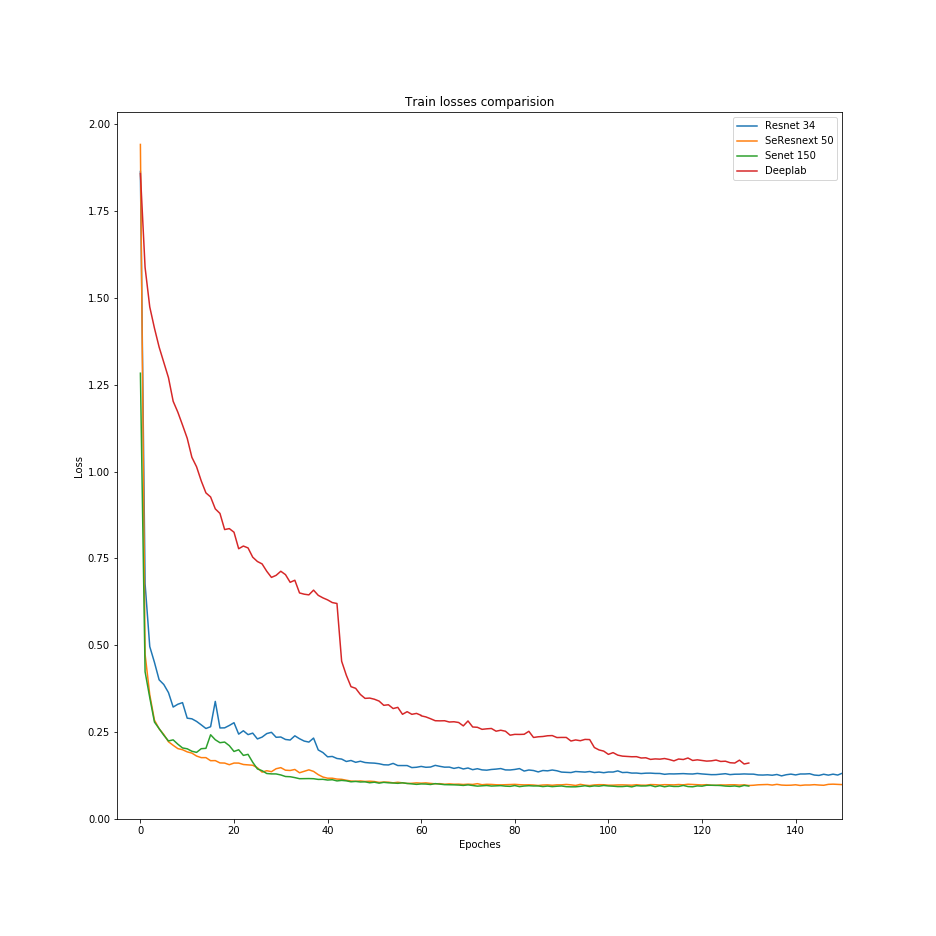 Train losses comparision
2.00
1.75
1.50
1.25
1.00
0.75
0.50
0.25
0.00
Loss
Resnet 34
SeResnext 50
Senet 150
Deeplab
0 20 40 60 80 100 120 140
Epoches